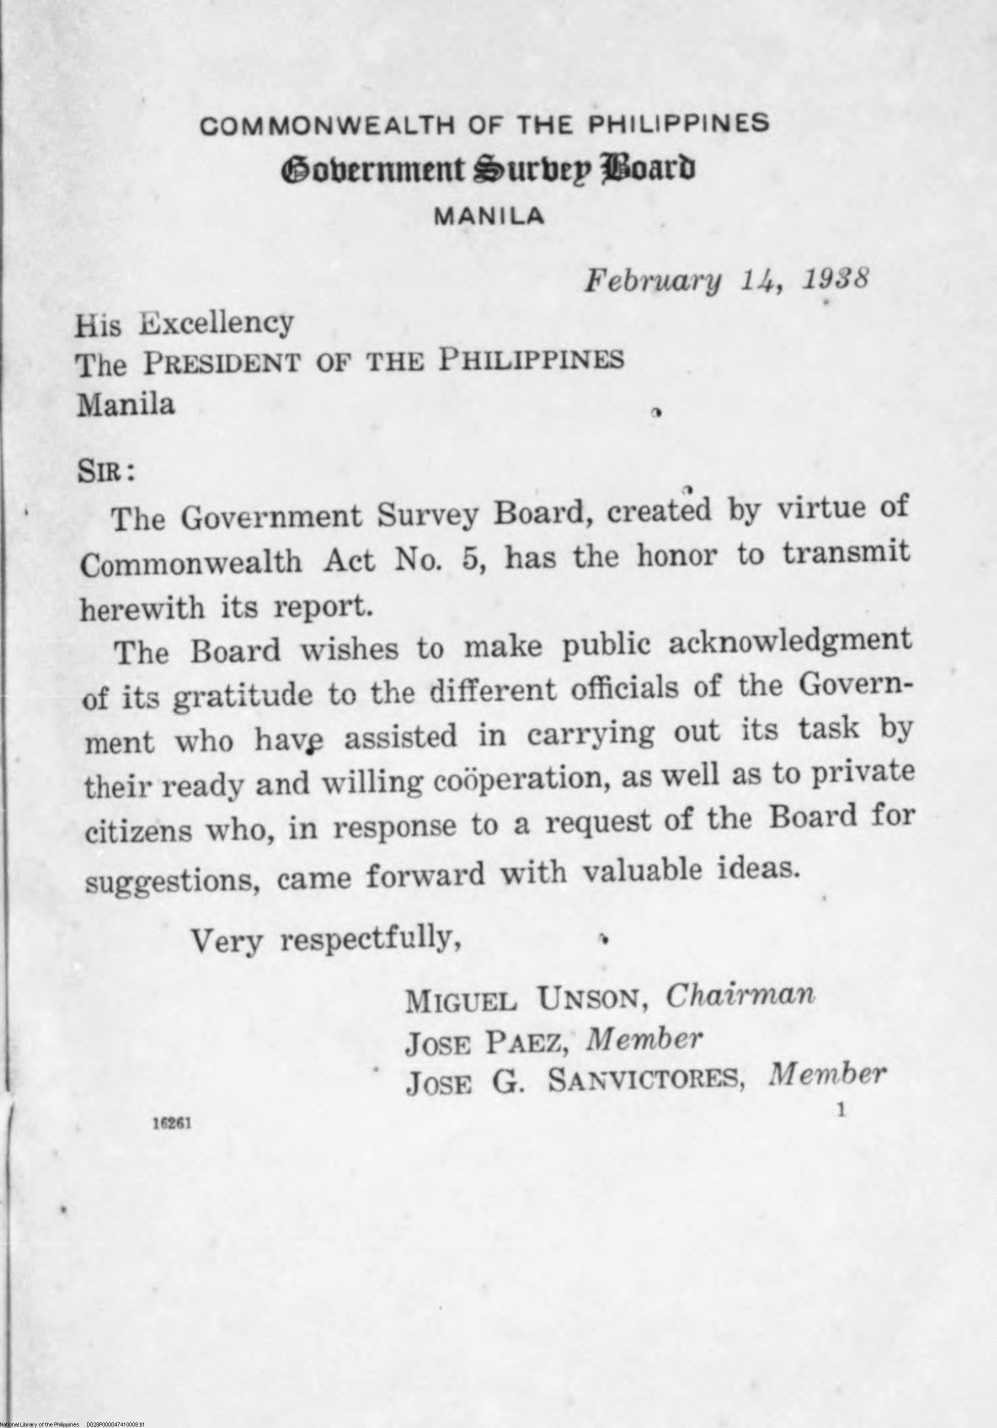 COMMONWEALTH OF THE PHILIPPINES
Government Survey Board
MANILA
February 14, 1938
His Excellency
The PRESIDENT OF THE PHILIPPINES
Manila
SIR:
The Government Survey Board, created by virtue of
Commonwealth Act No. 5, has the honor to transmit
herewith its report.
The Board wishes to make public acknowledgment
of its gratitude to the different officials of the Govern-
ment who have assisted in carrying out its task by
their ready and willing coöperation, as well as to private
citizens who, in response to a request of the Board for
suggestions, came forward with valuable ideas.
Very respectfully,
MIGUEL UNSON, Chairman
JOSE PAEZ, Member
JOSE G. SANVICTORES, Member
16261 1
National Library of the Philippines